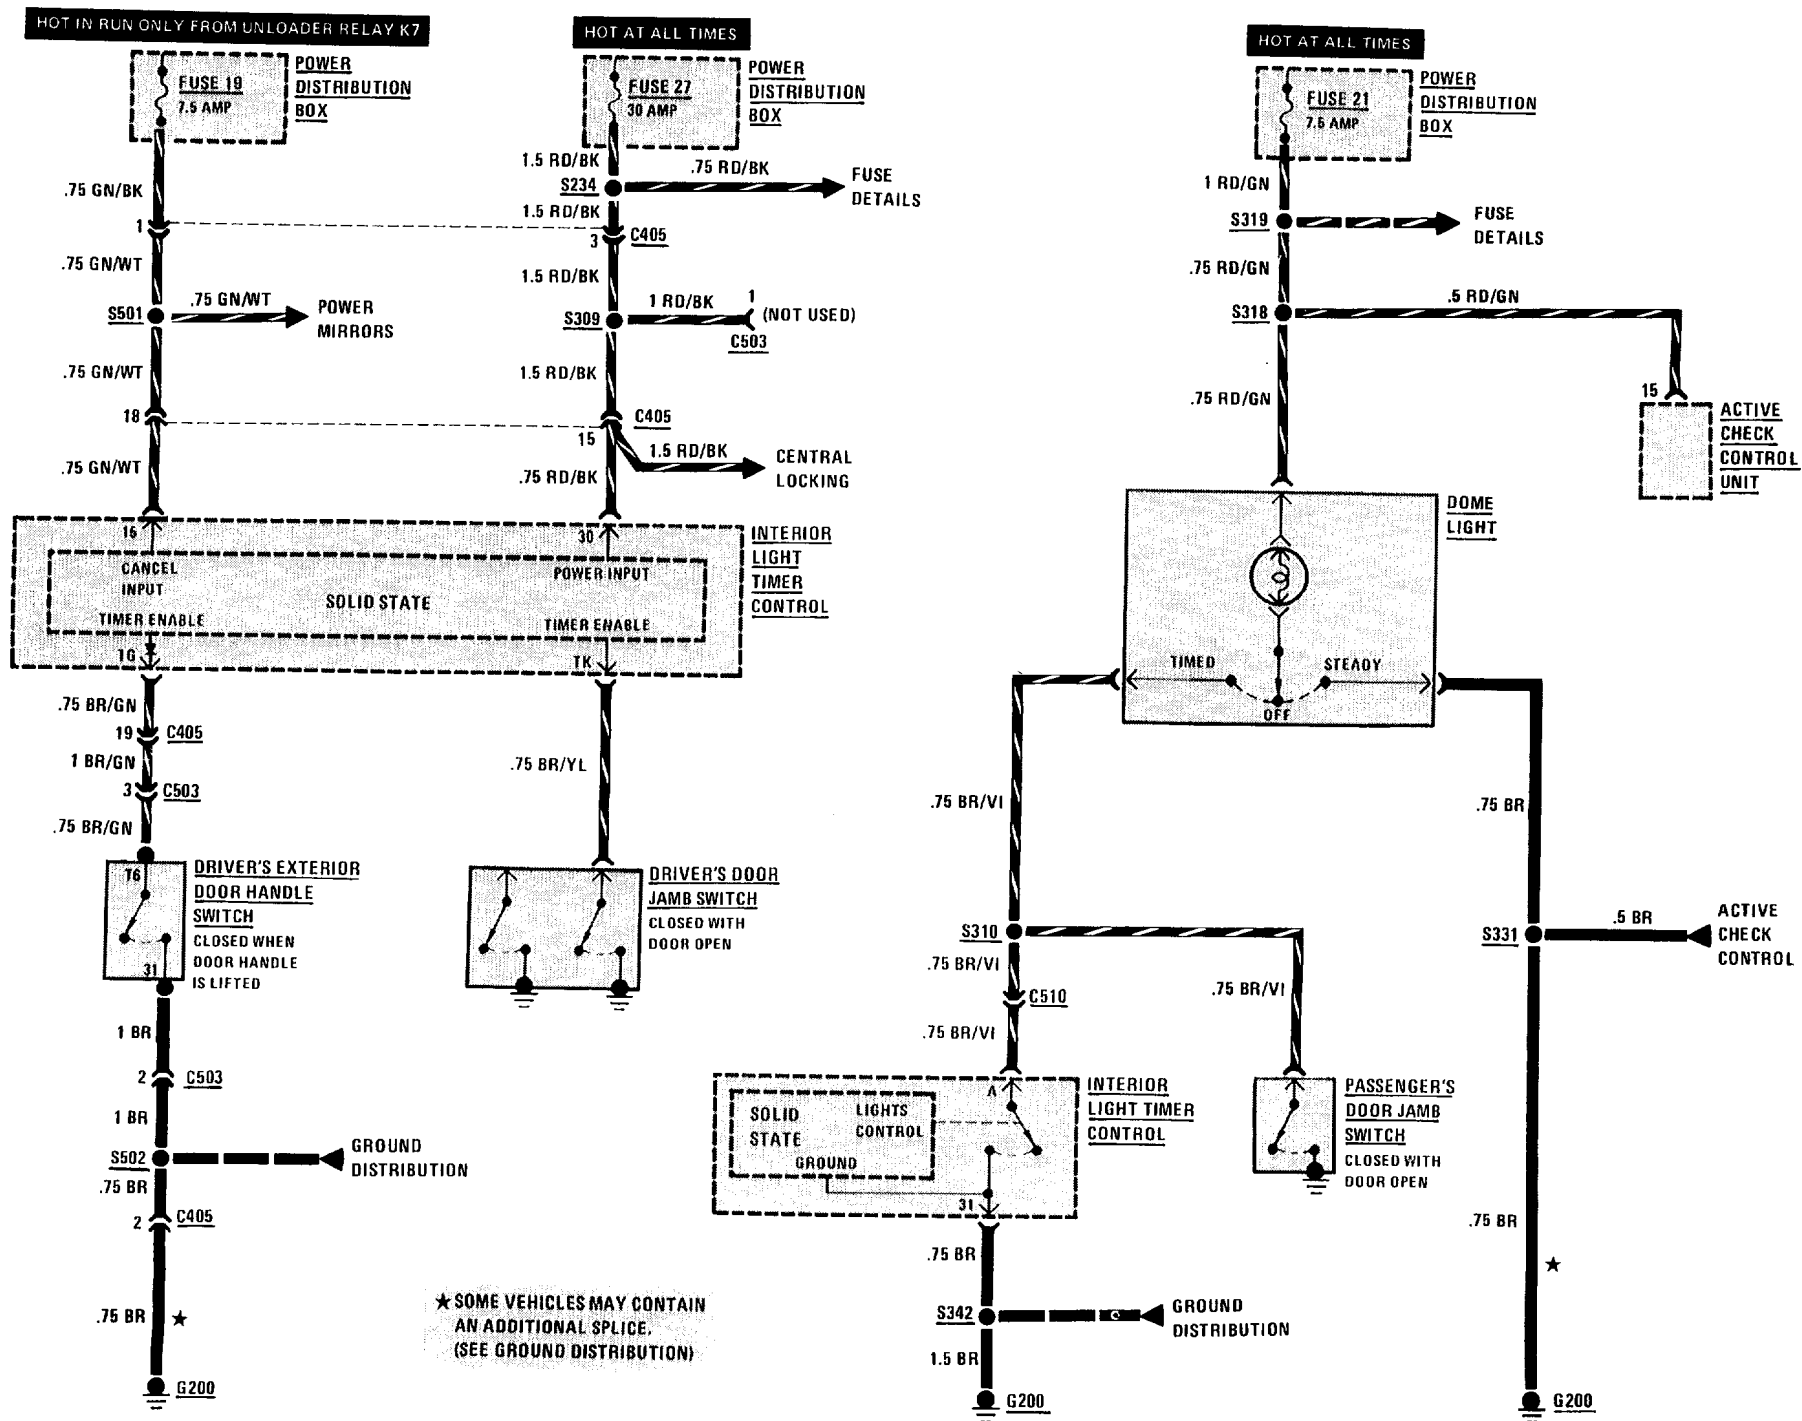 HOT IN RUN ONLY FROM UNLOADER RELAY K7
HOT AT ALL TIMES
HOT AT ALL TIMES
FUSE 19
7.5 AMP
POWER
DISTRIBUTION
BOX
FUSE 27
30 AMP
POWER
DISTRIBUTION
BOX
FUSE 21
7.5 AMP
POWER
DISTRIBUTION
BOX
.75 GN/BK
1
.75 GN/WT
S501
.75 GN/WT
POWER
MIRRORS
.75 GN/WT
18
.75 GN/WT
1.5 RD/BK
S234
.75 RD/BK
FUSE
DETAILS
1.5 RD/BK
3
C405
1.5 RD/BK
S309
1 RD/BK
1
(NOT USED)
C503
1.5 RD/BK
C405
15
1.5 RD/BK
CENTRAL
LOCKING
.75 RD/BK
1 RD/GN
S319
FUSE
DETAILS
.75 RD/GN
S318
.5 RD/GN
.75 RD/GN
15
ACTIVE
CHECK
CONTROL
UNIT
16
30
CANCEL
INPUT
POWER INPUT
SOLID STATE
TIMER ENABLE
TIMER ENABLE
TG
TK
INTERIOR
LIGHT
TIMER
CONTROL
DOME
LIGHT
TIMED
STEADY
OFF
.75 BR/GN
19
C405
1 BR/GN
3
C503
.75 BR/GN
.75 BR/YL
T6
31
DRIVER'S EXTERIOR
DOOR HANDLE
SWITCH
CLOSED WHEN
DOOR HANDLE
IS LIFTED
DRIVER'S DOOR
JAMB SWITCH
CLOSED WITH
DOOR OPEN
1 BR
2
C503
1 BR
S502
GROUND
DISTRIBUTION
.75 BR
2
C405
.75 BR ★
G200
.75 BR/VI
S310
.75 BR/VI
C510
.75 BR/VI
.75 BR/VI
A
SOLID
STATE
LIGHTS
CONTROL
GROUND
31
INTERIOR
LIGHT TIMER
CONTROL
PASSENGER'S
DOOR JAMB
SWITCH
CLOSED WITH
DOOR OPEN
.75 BR
S342
GROUND
DISTRIBUTION
1.5 BR
G200
.75 BR
S331
.5 BR
ACTIVE
CHECK
CONTROL
.75 BR
★
G200
★ SOME VEHICLES MAY CONTAIN
AN ADDITIONAL SPLICE.
(SEE GROUND DISTRIBUTION)